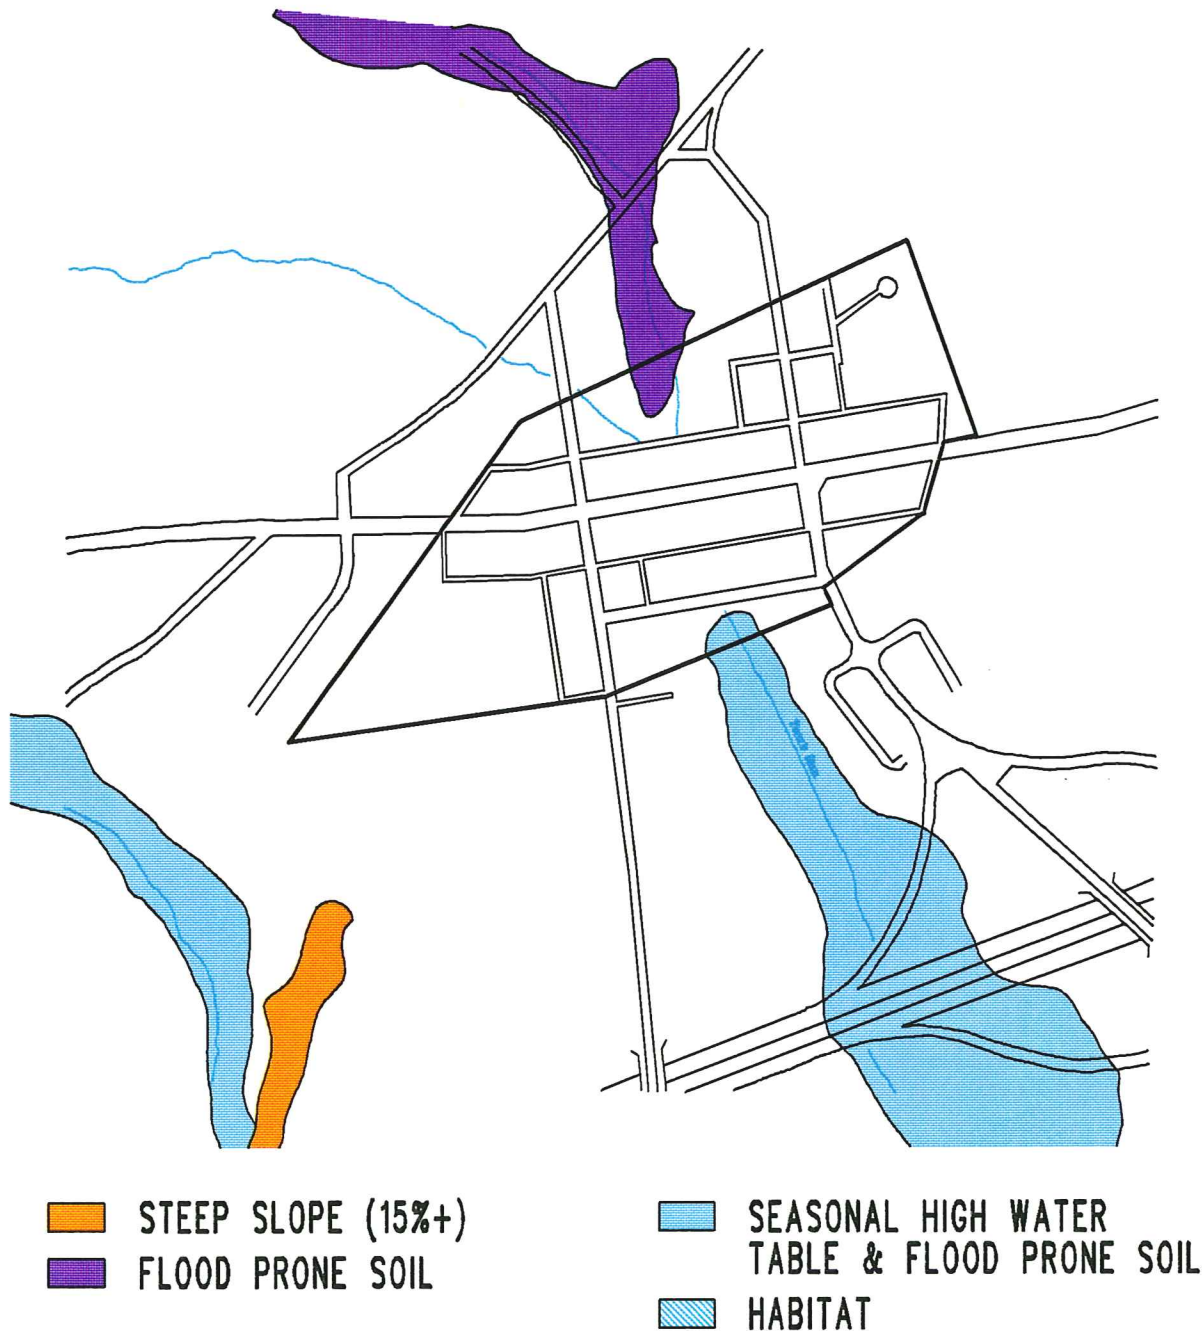 STEEP SLOPE (15%+)
FLOOD PRONE SOIL
SEASONAL HIGH WATER
TABLE & FLOOD PRONE SOIL
HABITAT